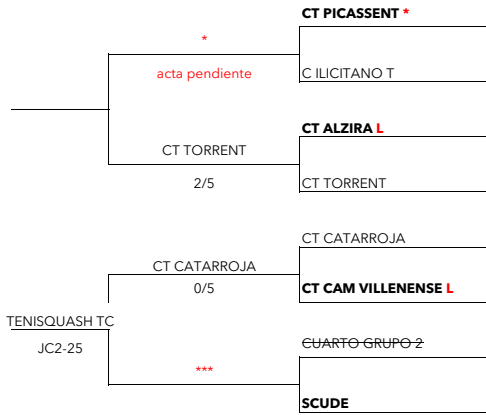 CT PICASSENT *
*
acta pendiente
C ILICITANO T
CT ALZIRA L
CT TORRENT
2/5
CT TORRENT
CT CATARROJA
CT CATARROJA
0/5
CT CAM VILLENENSE L
TENISQUASH TC
JC2-25
CUARTO GRUPO 2
***
SCUDE